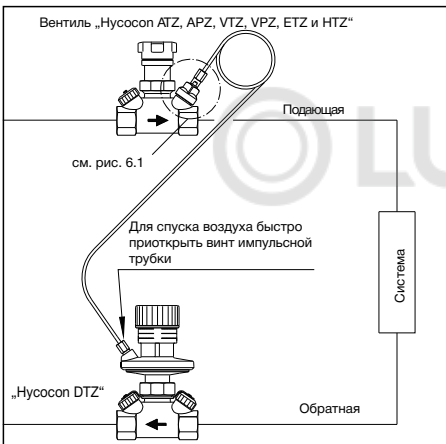 Вентиль „Hycocon ATZ, APZ, VTZ, VPZ, ETZ и HTZ“
Подающая
см. рис. 6.1
Для спуска воздуха быстро
приоткрыть винт импульсной
трубки
Система
„Hycocon DTZ“
Обратная
LU